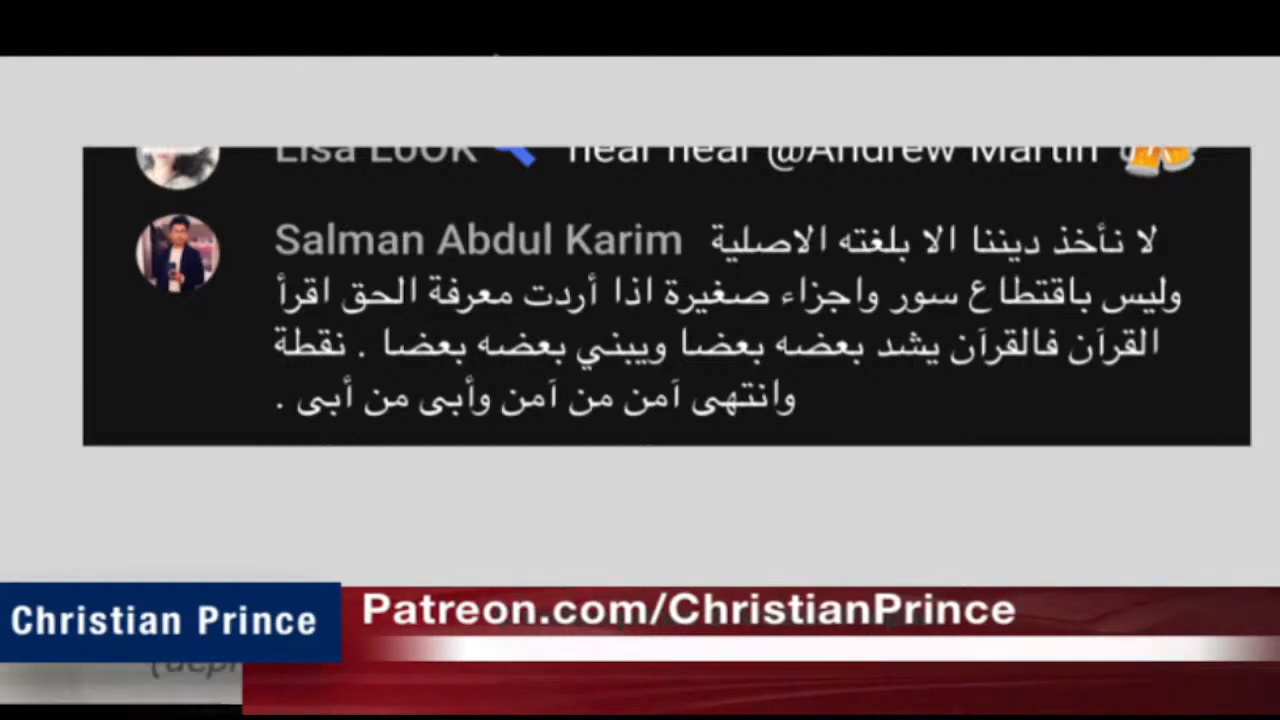 Lisa LOOK hear hear @Andrew Martin
Salman Abdul Karim لا نأخذ ديننا الا بلغته الاصلية
وليس باقتطاع سور واجزاء صغيرة اذا أردت معرفة الحق اقرأ
القرآن فالقرآن يشد بعضه بعضا ويبني بعضه بعضا . نقطة
وانتهى آمن من آمن وأبى من أبى .
Christian Prince
Patreon.com/ChristianPrince